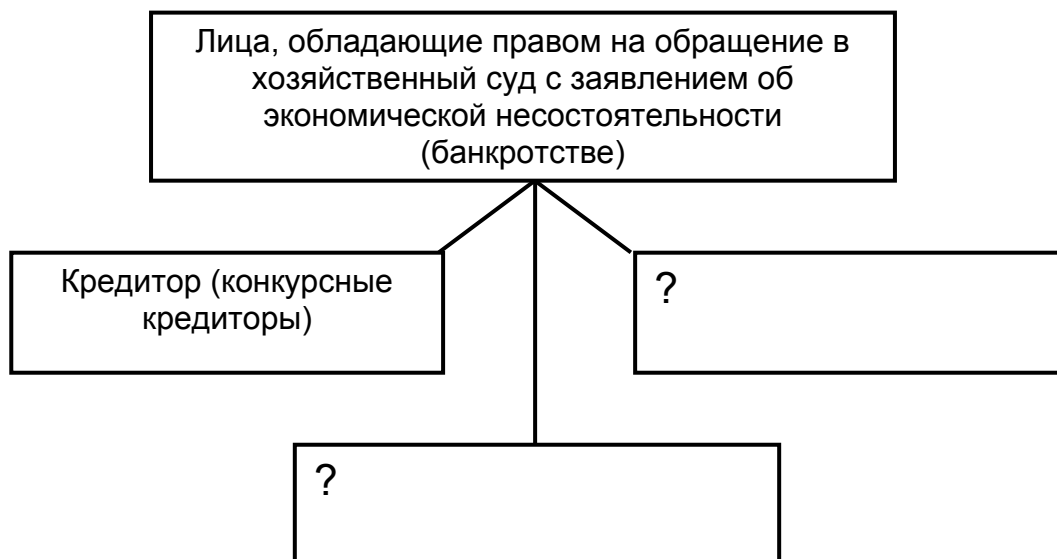 Лица, обладающие правом на обращение в
хозяйственный суд с заявлением об
экономической несостоятельности
(банкротстве)
Кредитор (конкурсные
кредиторы)
?
?